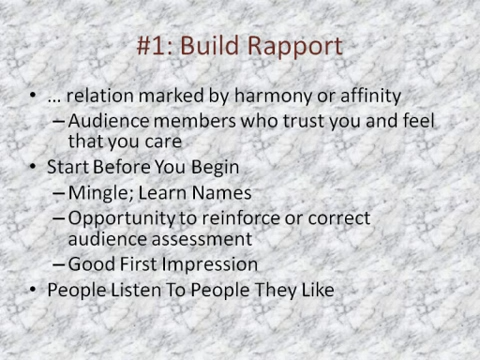 #1: Build Rapport
• … relation marked by harmony or affinity
– Audience members who trust you and feel
that you care
• Start Before You Begin
– Mingle; Learn Names
– Opportunity to reinforce or correct
audience assessment
– Good First Impression
• People Listen To People They Like